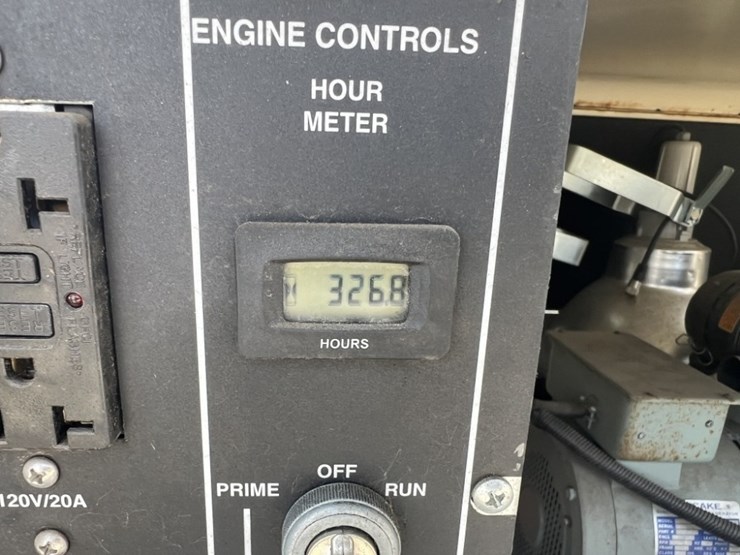 ENGINE CONTROLS
HOUR
METER
326.8
HOURS
OFF
PRIME
RUN
120V/20A